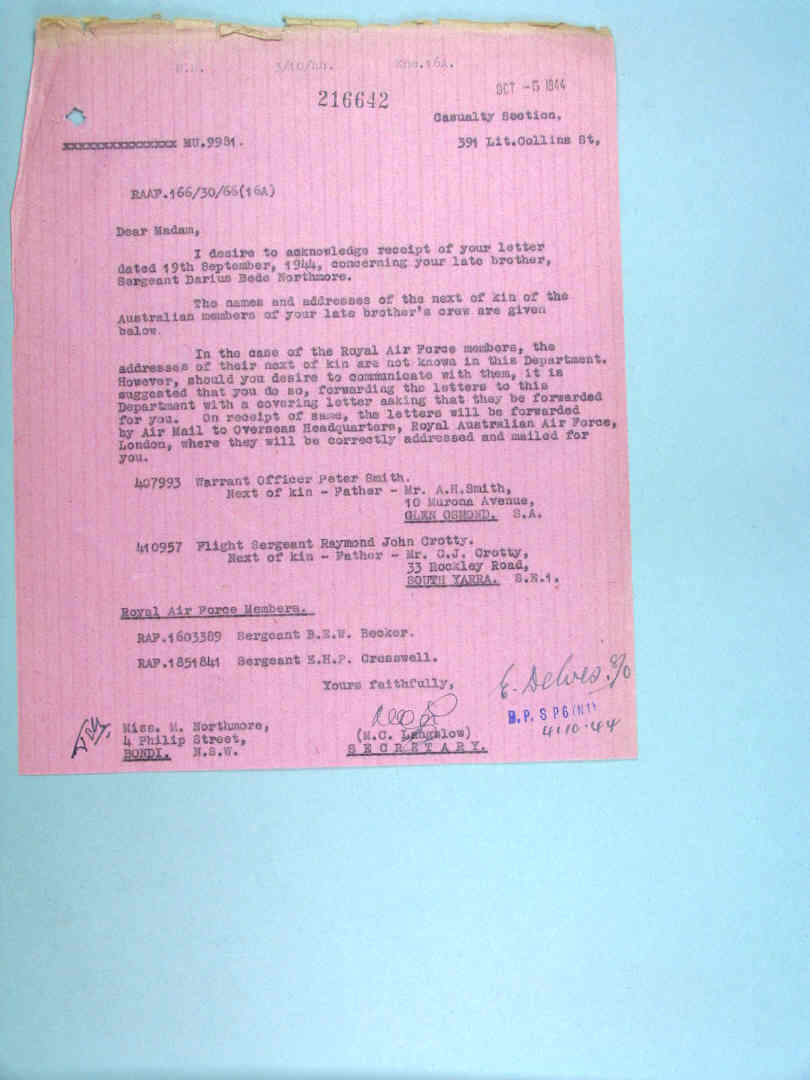 3/10/44.
216642
OCT -5 1944
Casualty Section,
xxxxxxxxxxxxxxx MU.9981.
391 Lit.Collins St,
RAAF.166/30/66(16A)
Dear Madam,
I desire to acknowledge receipt of your letter
dated 19th September, 1944, concerning your late brother,
Sergeant Darius Bede Northmore.
The names and addresses of the next of kin of the
Australian members of your late brother's crew are given
below.
In the case of the Royal Air Force members, the
addresses of their next of kin are not known in this Department.
However, should you desire to communicate with them, it is
suggested that you do so, forwarding the letters to this
Department with a covering letter asking that they be forwarded
for you. On receipt of same, the letters will be forwarded
by Air Mail to Overseas Headquarters, Royal Australian Air Force,
London, where they will be correctly addressed and mailed for
you.
407993 Warrant Officer Peter Smith.
Next of kin - Father - Mr. A.H.Smith,
10 Murona Avenue,
GLEN OSMOND. S.A.
410957 Flight Sergeant Raymond John Crotty.
Next of kin - Father - Mr. C.J. Crotty,
33 Rockley Road,
SOUTH YARRA. S.E.1.
Royal Air Force Members.
RAF.1603389 Sergeant B.E.W. Becker.
RAF.1851841 Sergeant E.H.P. Cresswell.
Yours faithfully,
E. Delves. F/O
Miss. M. Northmore,
4 Philip Street,
BONDI. N.S.W.
(M.C. Langslow)
SECRETARY.
D.P. S P6 (N1)
4.10.44